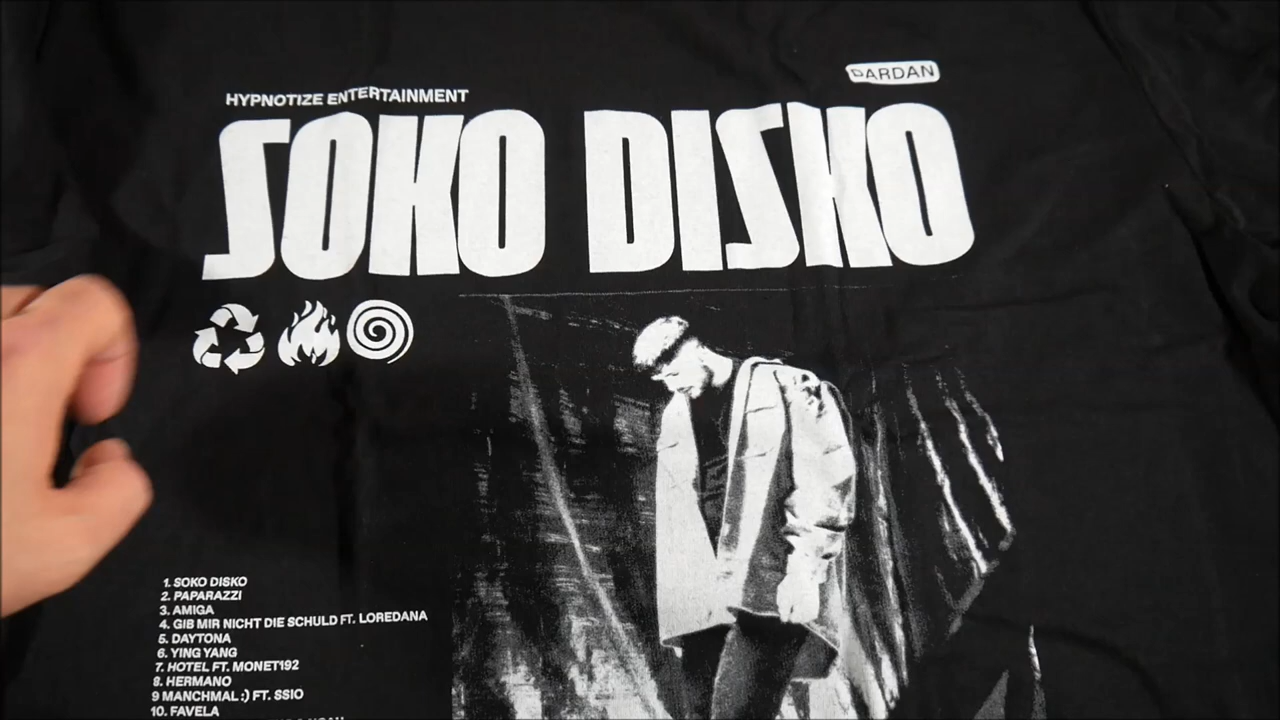 DARDAN
HYPNOTIZE ENTERTAINMENT
SOKO DISKO
1. SOKO DISKO
2. PAPARAZZI
3. AMIGA
4. GIB MIR NICHT DIE SCHULD FT. LOREDANA
5. DAYTONA
6. YING YANG
7. HOTEL FT. MONET192
8. HERMANO
9 MANCHMAL :) FT. SSIO
10. FAVELA